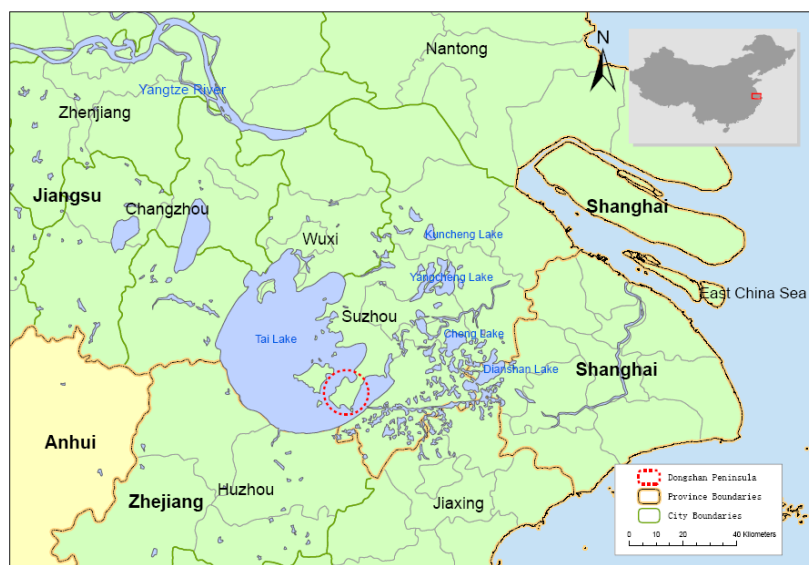 N
Nantong
Yangtze River
Zhenjiang
Jiangsu
Changzhou
Shanghai
Wuxi
Kuncheng Lake
Yangcheng Lake
East China Sea
Suzhou
Tai Lake
Cheng Lake
Dianshan Lake
Shanghai
Anhui
Zhejiang
Huzhou
Jiaxing
Dongshan Peninsula
Province Boundaries
City Boundaries
0 10 20 40 Kilometers